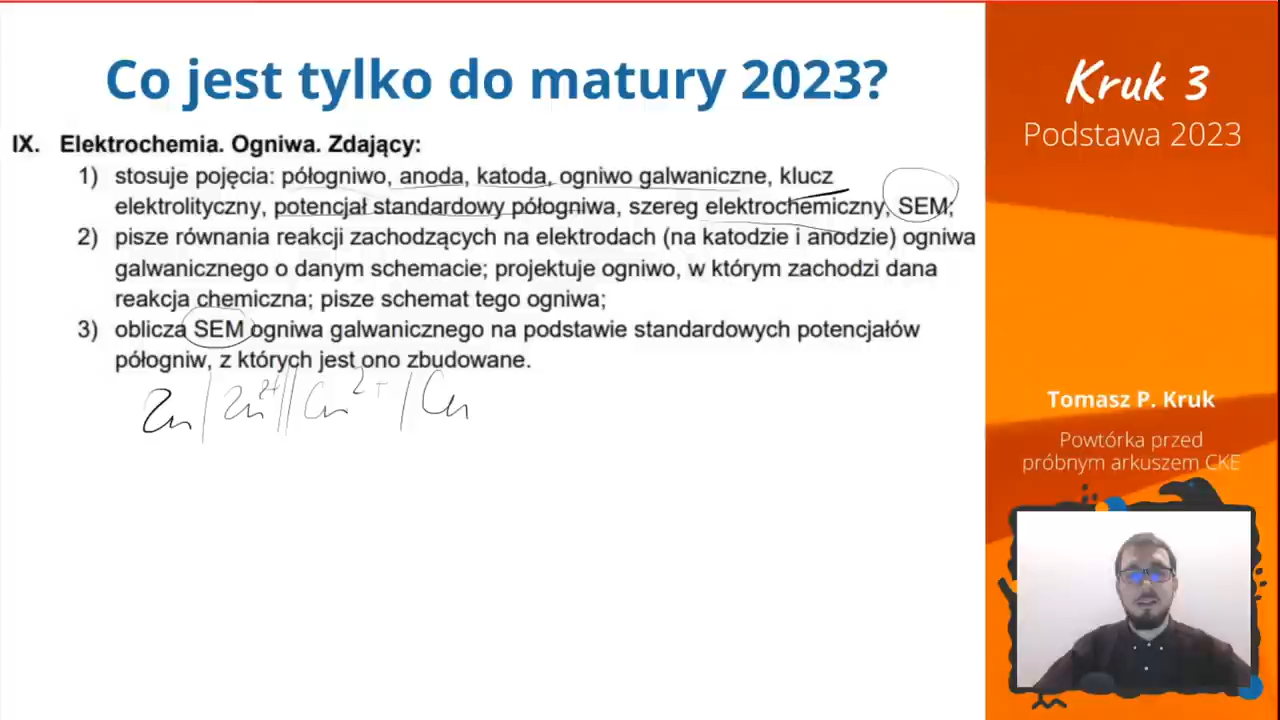 Co jest tylko do matury 2023?
IX. Elektrochemia. Ogniwa. Zdający:
1) stosuje pojęcia: półogniwo, anoda, katoda, ogniwo galwaniczne, klucz
elektrolityczny, potencjał standardowy półogniwa, szereg elektrochemiczny, SEM;
2) pisze równania reakcji zachodzących na elektrodach (na katodzie i anodzie) ogniwa
galwanicznego o danym schemacie; projektuje ogniwo, w którym zachodzi dana
reakcja chemiczna; pisze schemat tego ogniwa;
3) oblicza SEM ogniwa galwanicznego na podstawie standardowych potencjałów
półogniw, z których jest ono zbudowane.
Zn | Zn²⁺ || Cu²⁺ | Cu
Kruk 3
Podstawa 2023
Tomasz P. Kruk
Powtórka przed
próbnym arkuszem CKE